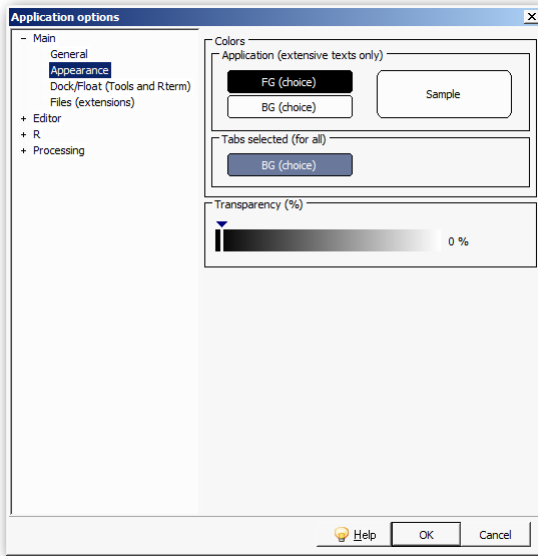 Application options
− Main
General
Appearance
Dock/Float (Tools and Rterm)
Files (extensions)
+ Editor
+ R
+ Processing
Colors
Application (extensive texts only)
FG (choice)
BG (choice)
Sample
Tabs selected (for all)
BG (choice)
Transparency (%)
0 %
Help
OK
Cancel